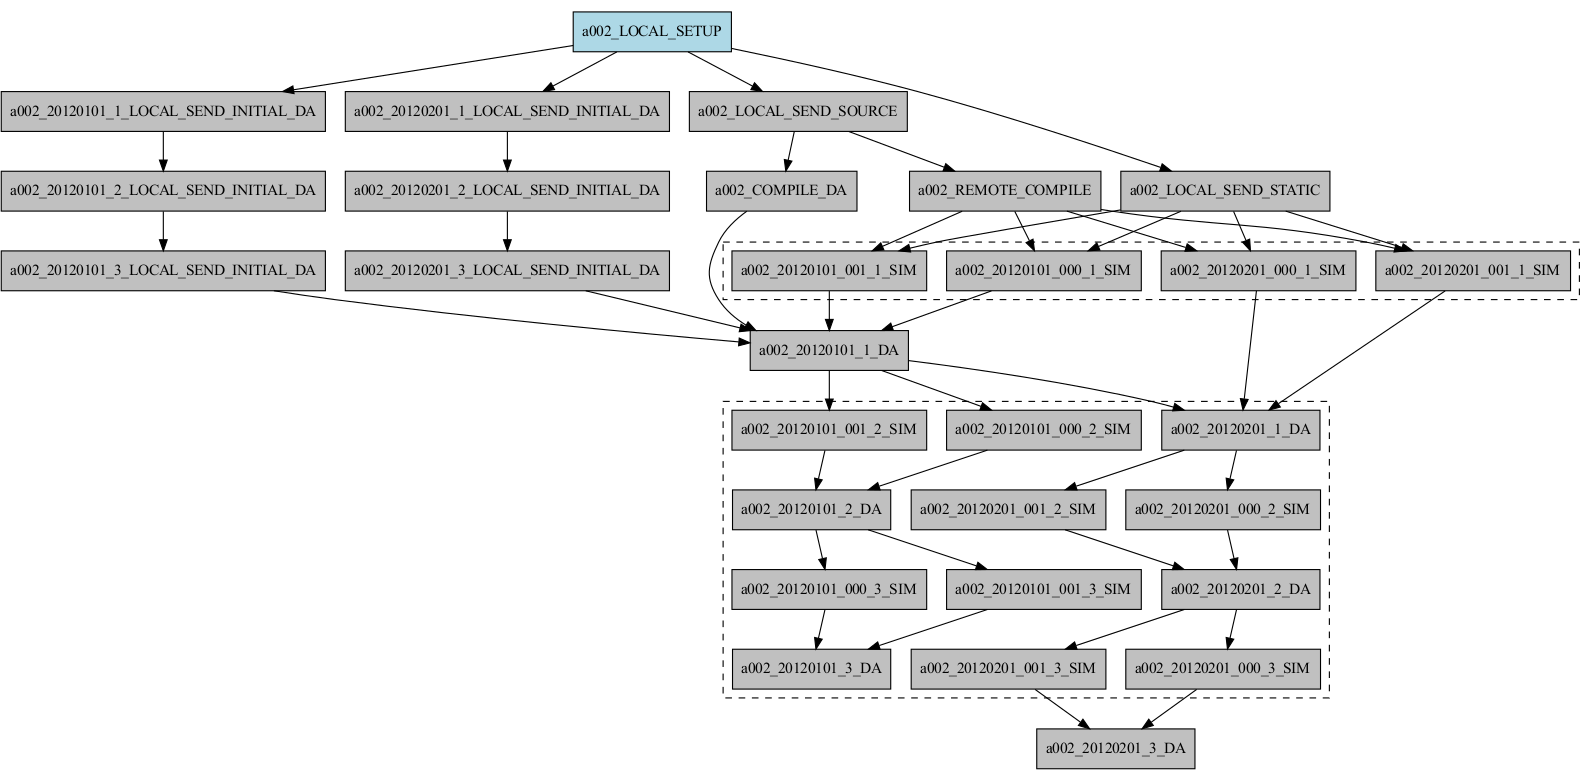 a002_LOCAL_SETUP
a002_20120101_1_LOCAL_SEND_INITIAL_DA
a002_20120201_1_LOCAL_SEND_INITIAL_DA
a002_LOCAL_SEND_SOURCE
a002_20120101_2_LOCAL_SEND_INITIAL_DA
a002_20120201_2_LOCAL_SEND_INITIAL_DA
a002_COMPILE_DA
a002_REMOTE_COMPILE
a002_LOCAL_SEND_STATIC
a002_20120101_3_LOCAL_SEND_INITIAL_DA
a002_20120201_3_LOCAL_SEND_INITIAL_DA
a002_20120101_001_1_SIM
a002_20120101_000_1_SIM
a002_20120201_000_1_SIM
a002_20120201_001_1_SIM
a002_20120101_1_DA
a002_20120101_001_2_SIM
a002_20120101_000_2_SIM
a002_20120201_1_DA
a002_20120101_2_DA
a002_20120201_001_2_SIM
a002_20120201_000_2_SIM
a002_20120101_000_3_SIM
a002_20120101_001_3_SIM
a002_20120201_2_DA
a002_20120101_3_DA
a002_20120201_001_3_SIM
a002_20120201_000_3_SIM
a002_20120201_3_DA